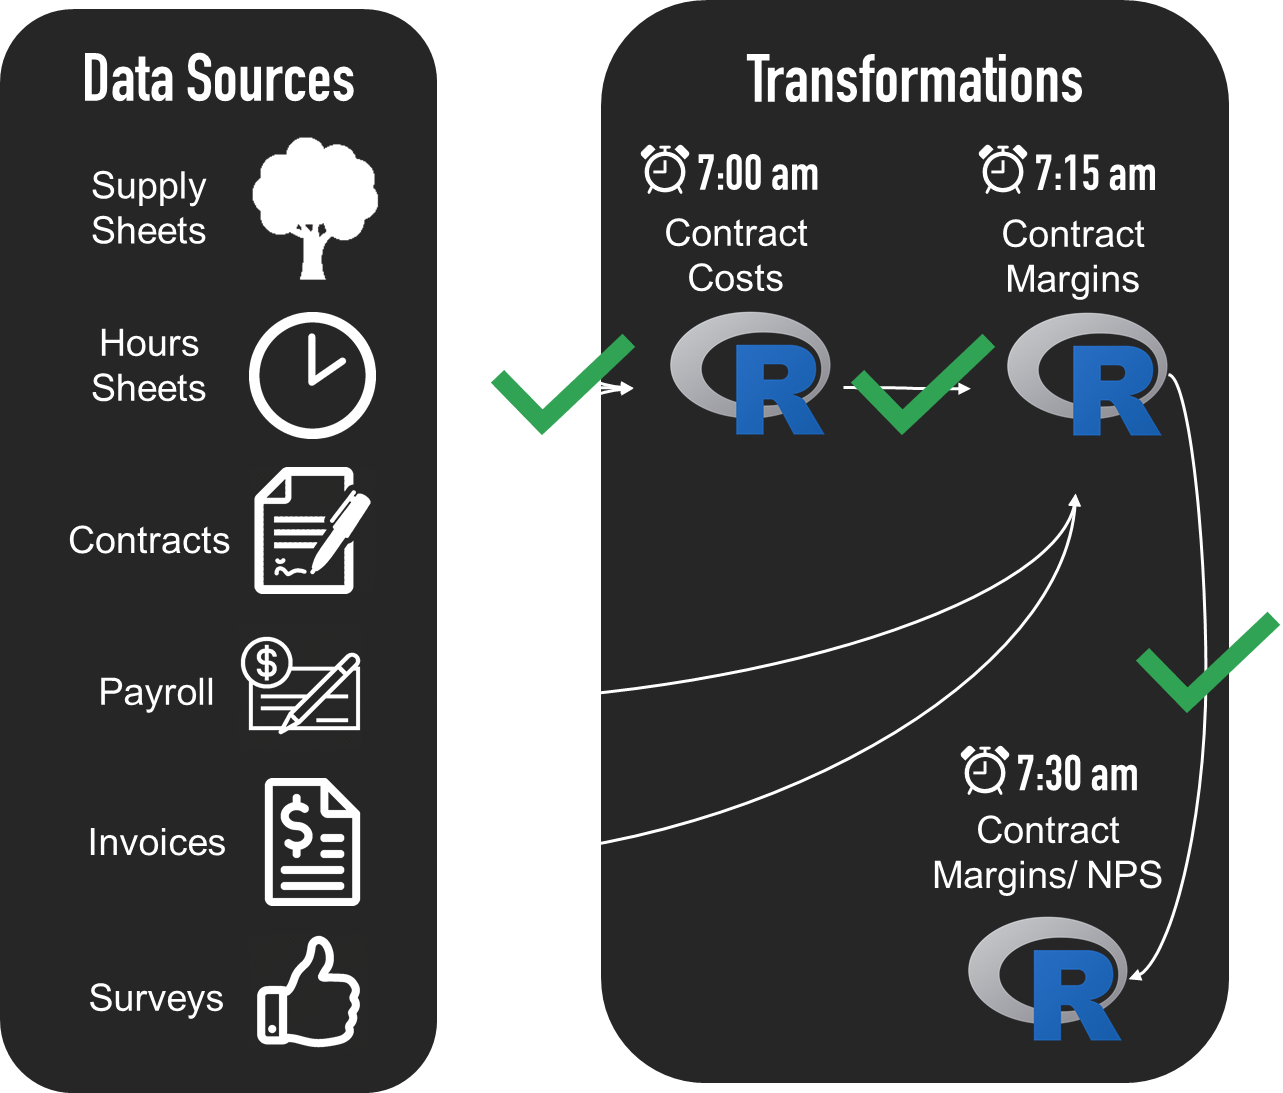 Data Sources
Supply
Sheets
Hours
Sheets
Contracts
Payroll
$
Invoices
$
Surveys
Transformations
7:00 am
Contract
Costs
R
7:15 am
Contract
Margins
R
7:30 am
Contract
Margins/ NPS
R